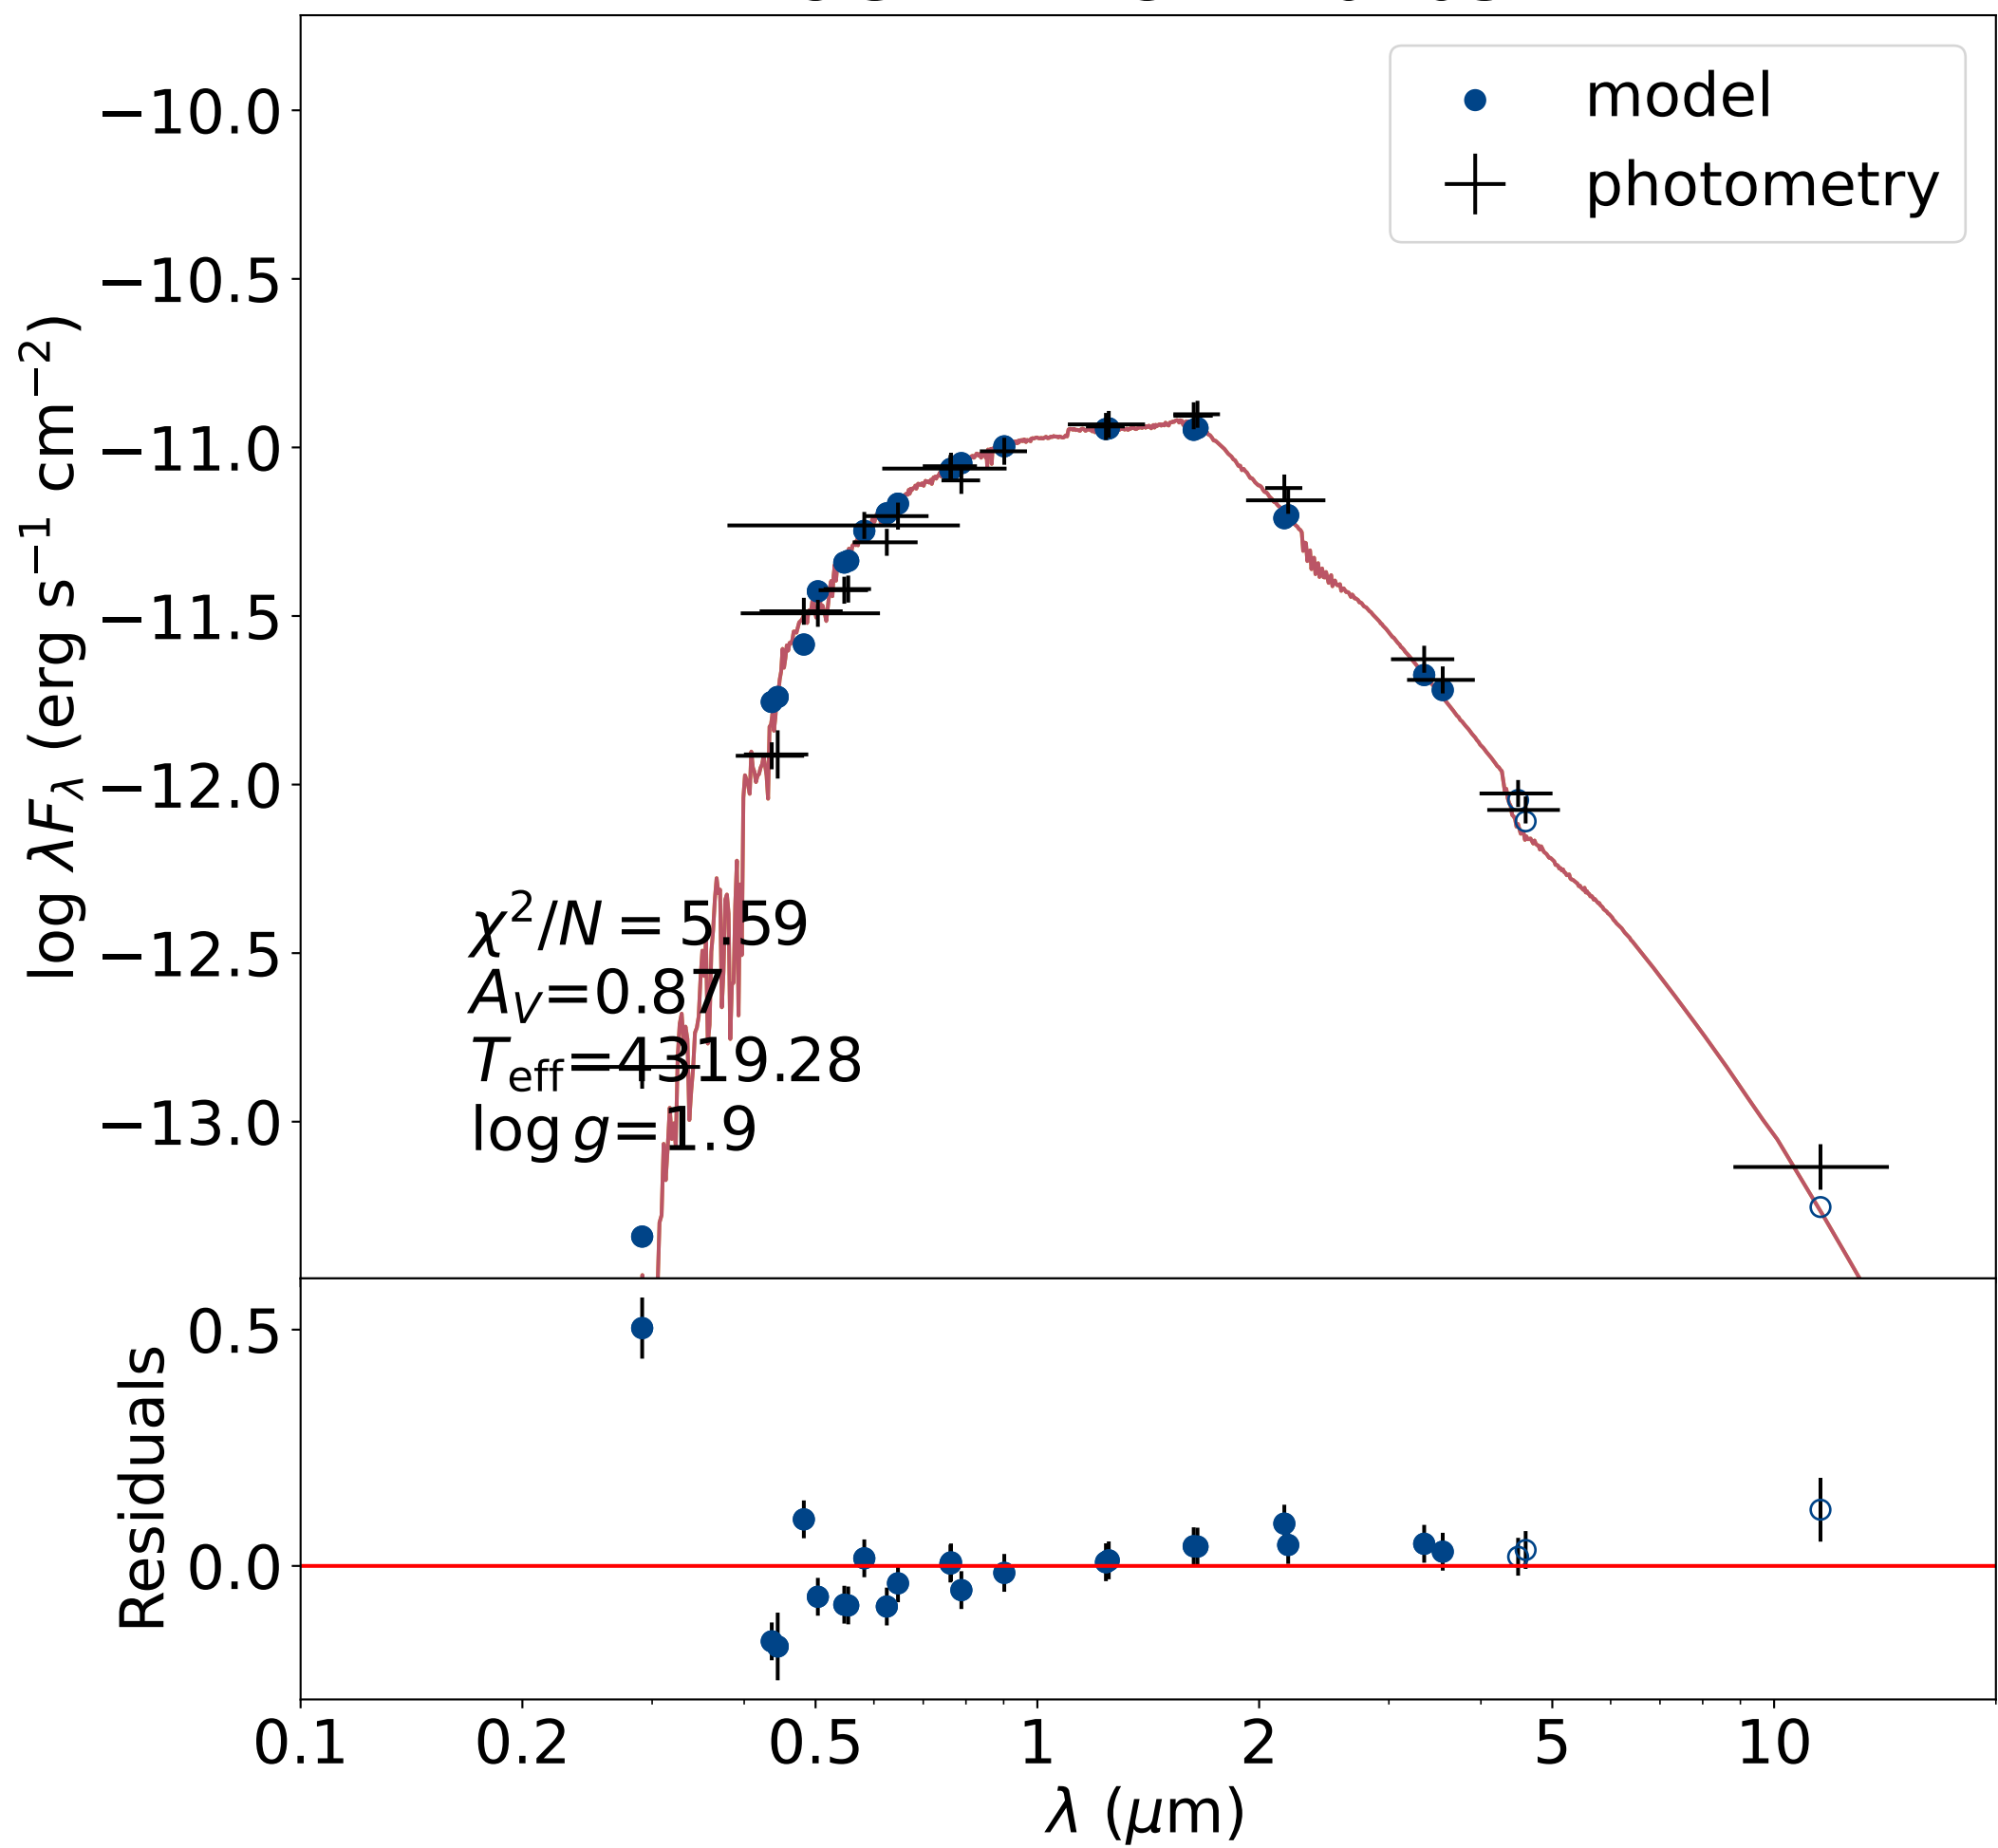 model
photometry
−10.0
−10.5
−11.0
−11.5
−12.0
−12.5
−13.0
log λF_λ (erg s⁻¹ cm⁻²)
χ²/N = 5.59
A_V=0.87
T_eff=4319.28
log g=1.9
0.5
0.0
Residuals
0.1 0.2 0.5 1 2 5 10
λ (μm)